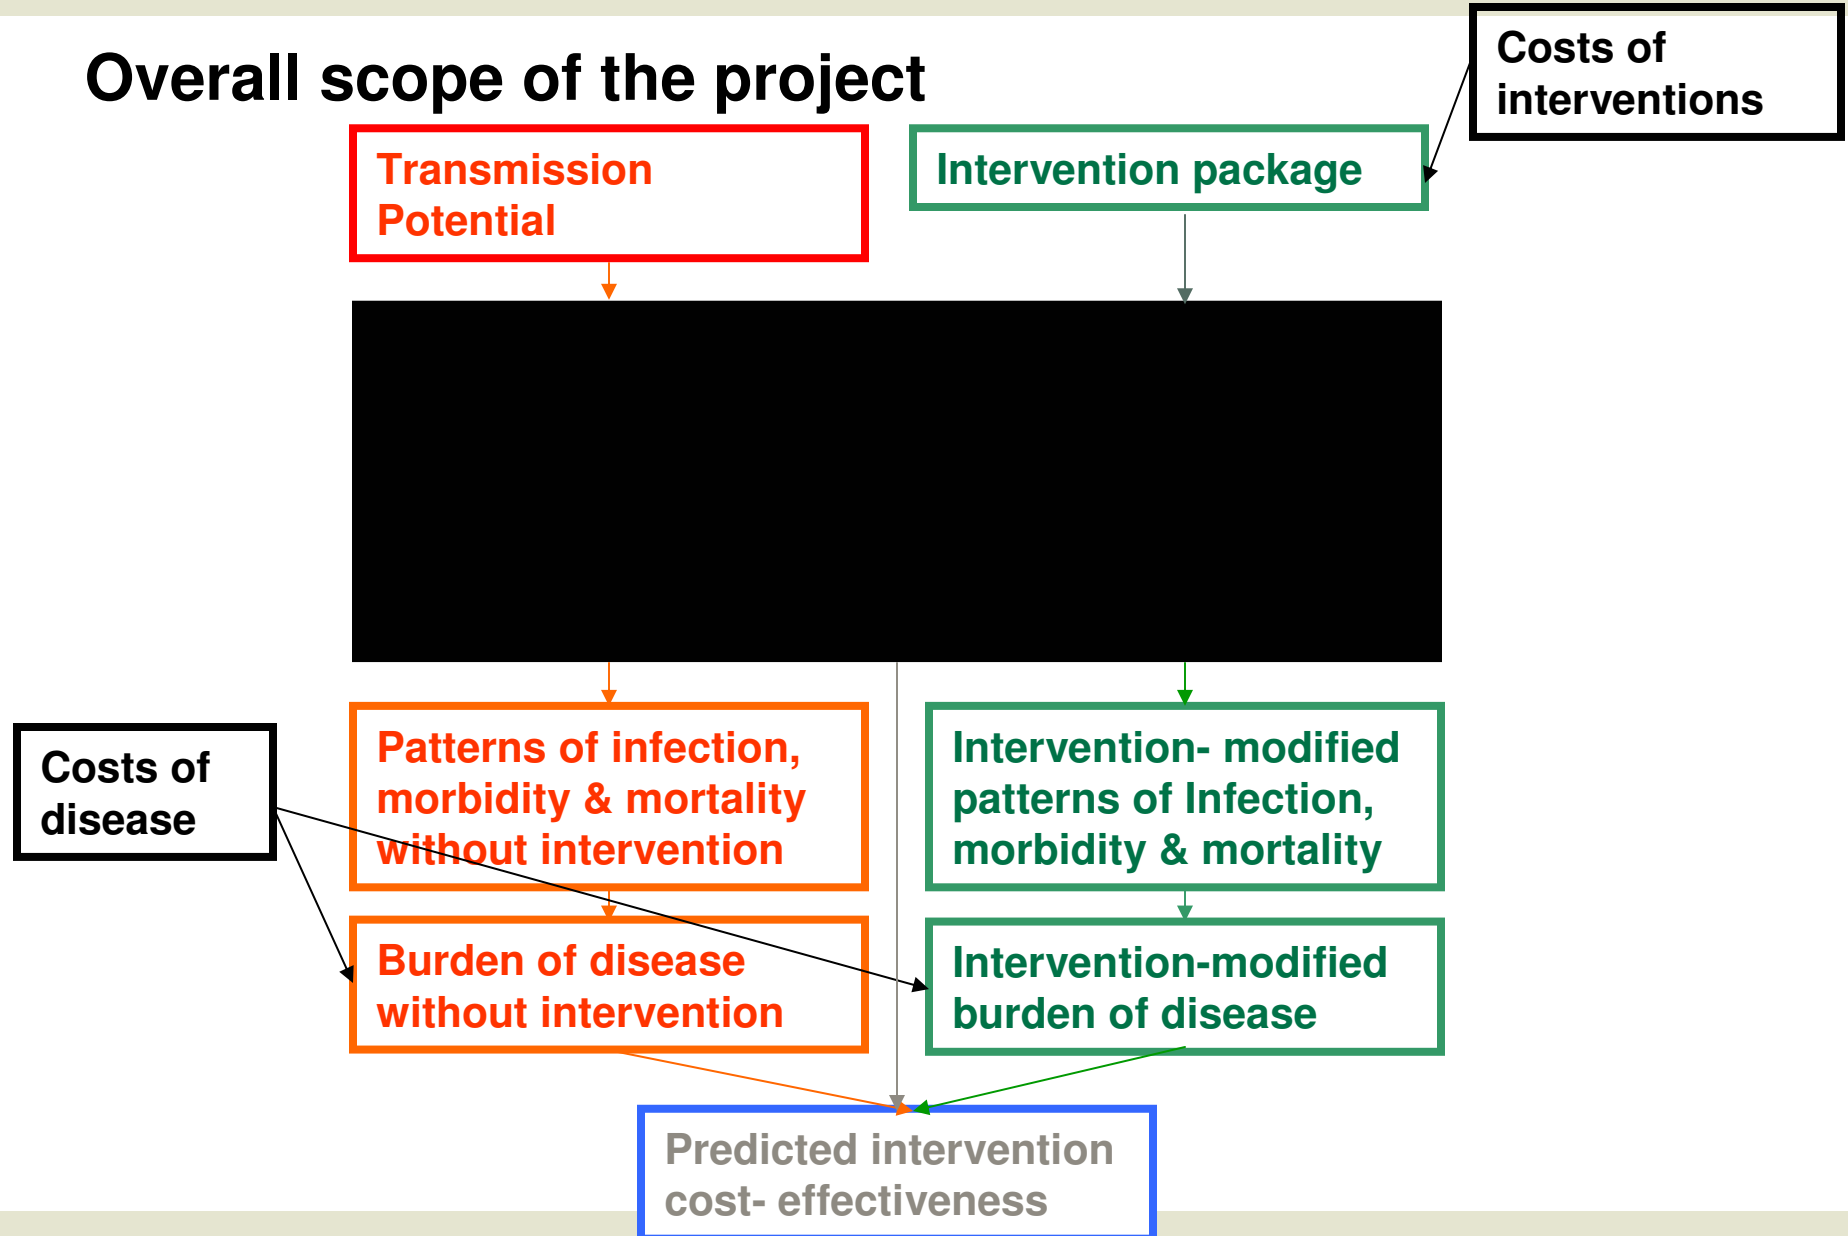 Overall scope of the project
Costs of
interventions
Transmission
Potential
Intervention package
Costs of
disease
Patterns of infection,
morbidity & mortality
without intervention
Intervention- modified
patterns of Infection,
morbidity & mortality
Burden of disease
without intervention
Intervention-modified
burden of disease
Predicted intervention
cost- effectiveness